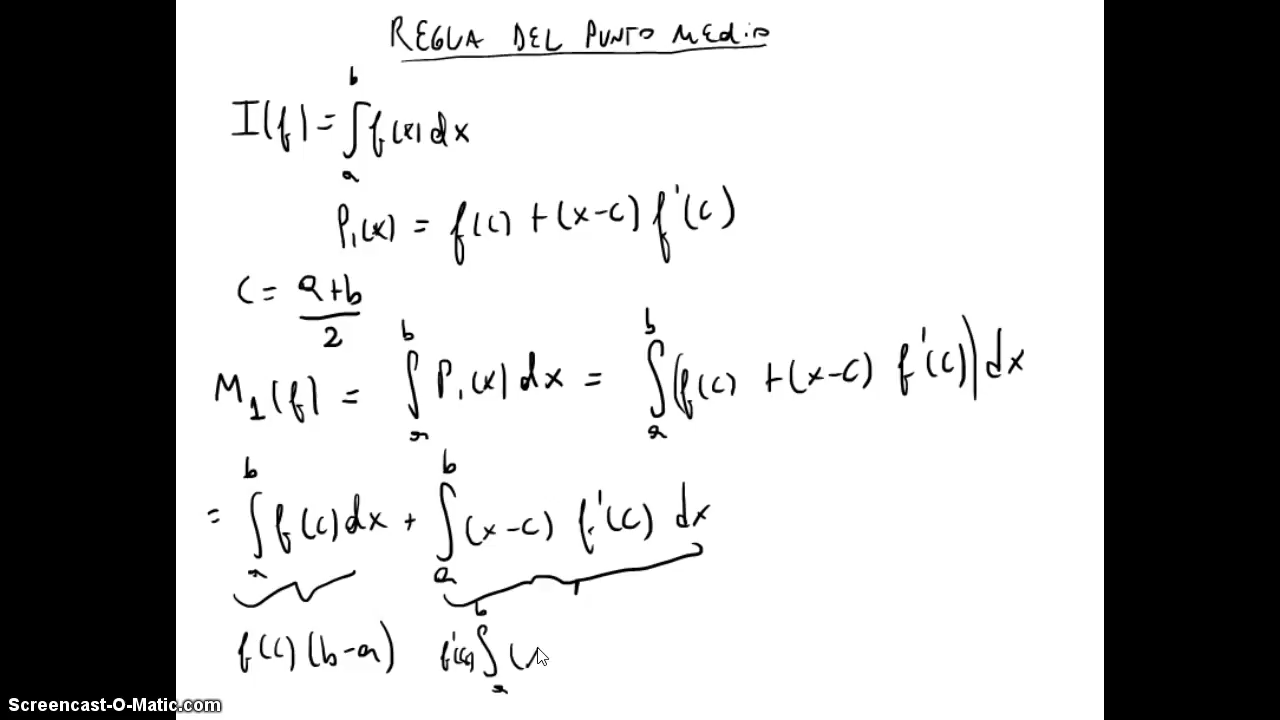 REGLA DEL PUNTO MEDIO
I(f) = ∫_a^b f(x) dx
P₁(x) = f(c) + (x-c) f'(c)
c = (a+b)/2
M₁(f) = ∫_a^b P₁(x) dx = ∫_a^b (f(c) + (x-c) f'(c)) dx
= ∫_a^b f(c) dx + ∫_a^b (x-c) f'(c) dx
f(c) (b-a) f'(c) ∫_a^b (
Screencast-O-Matic.com